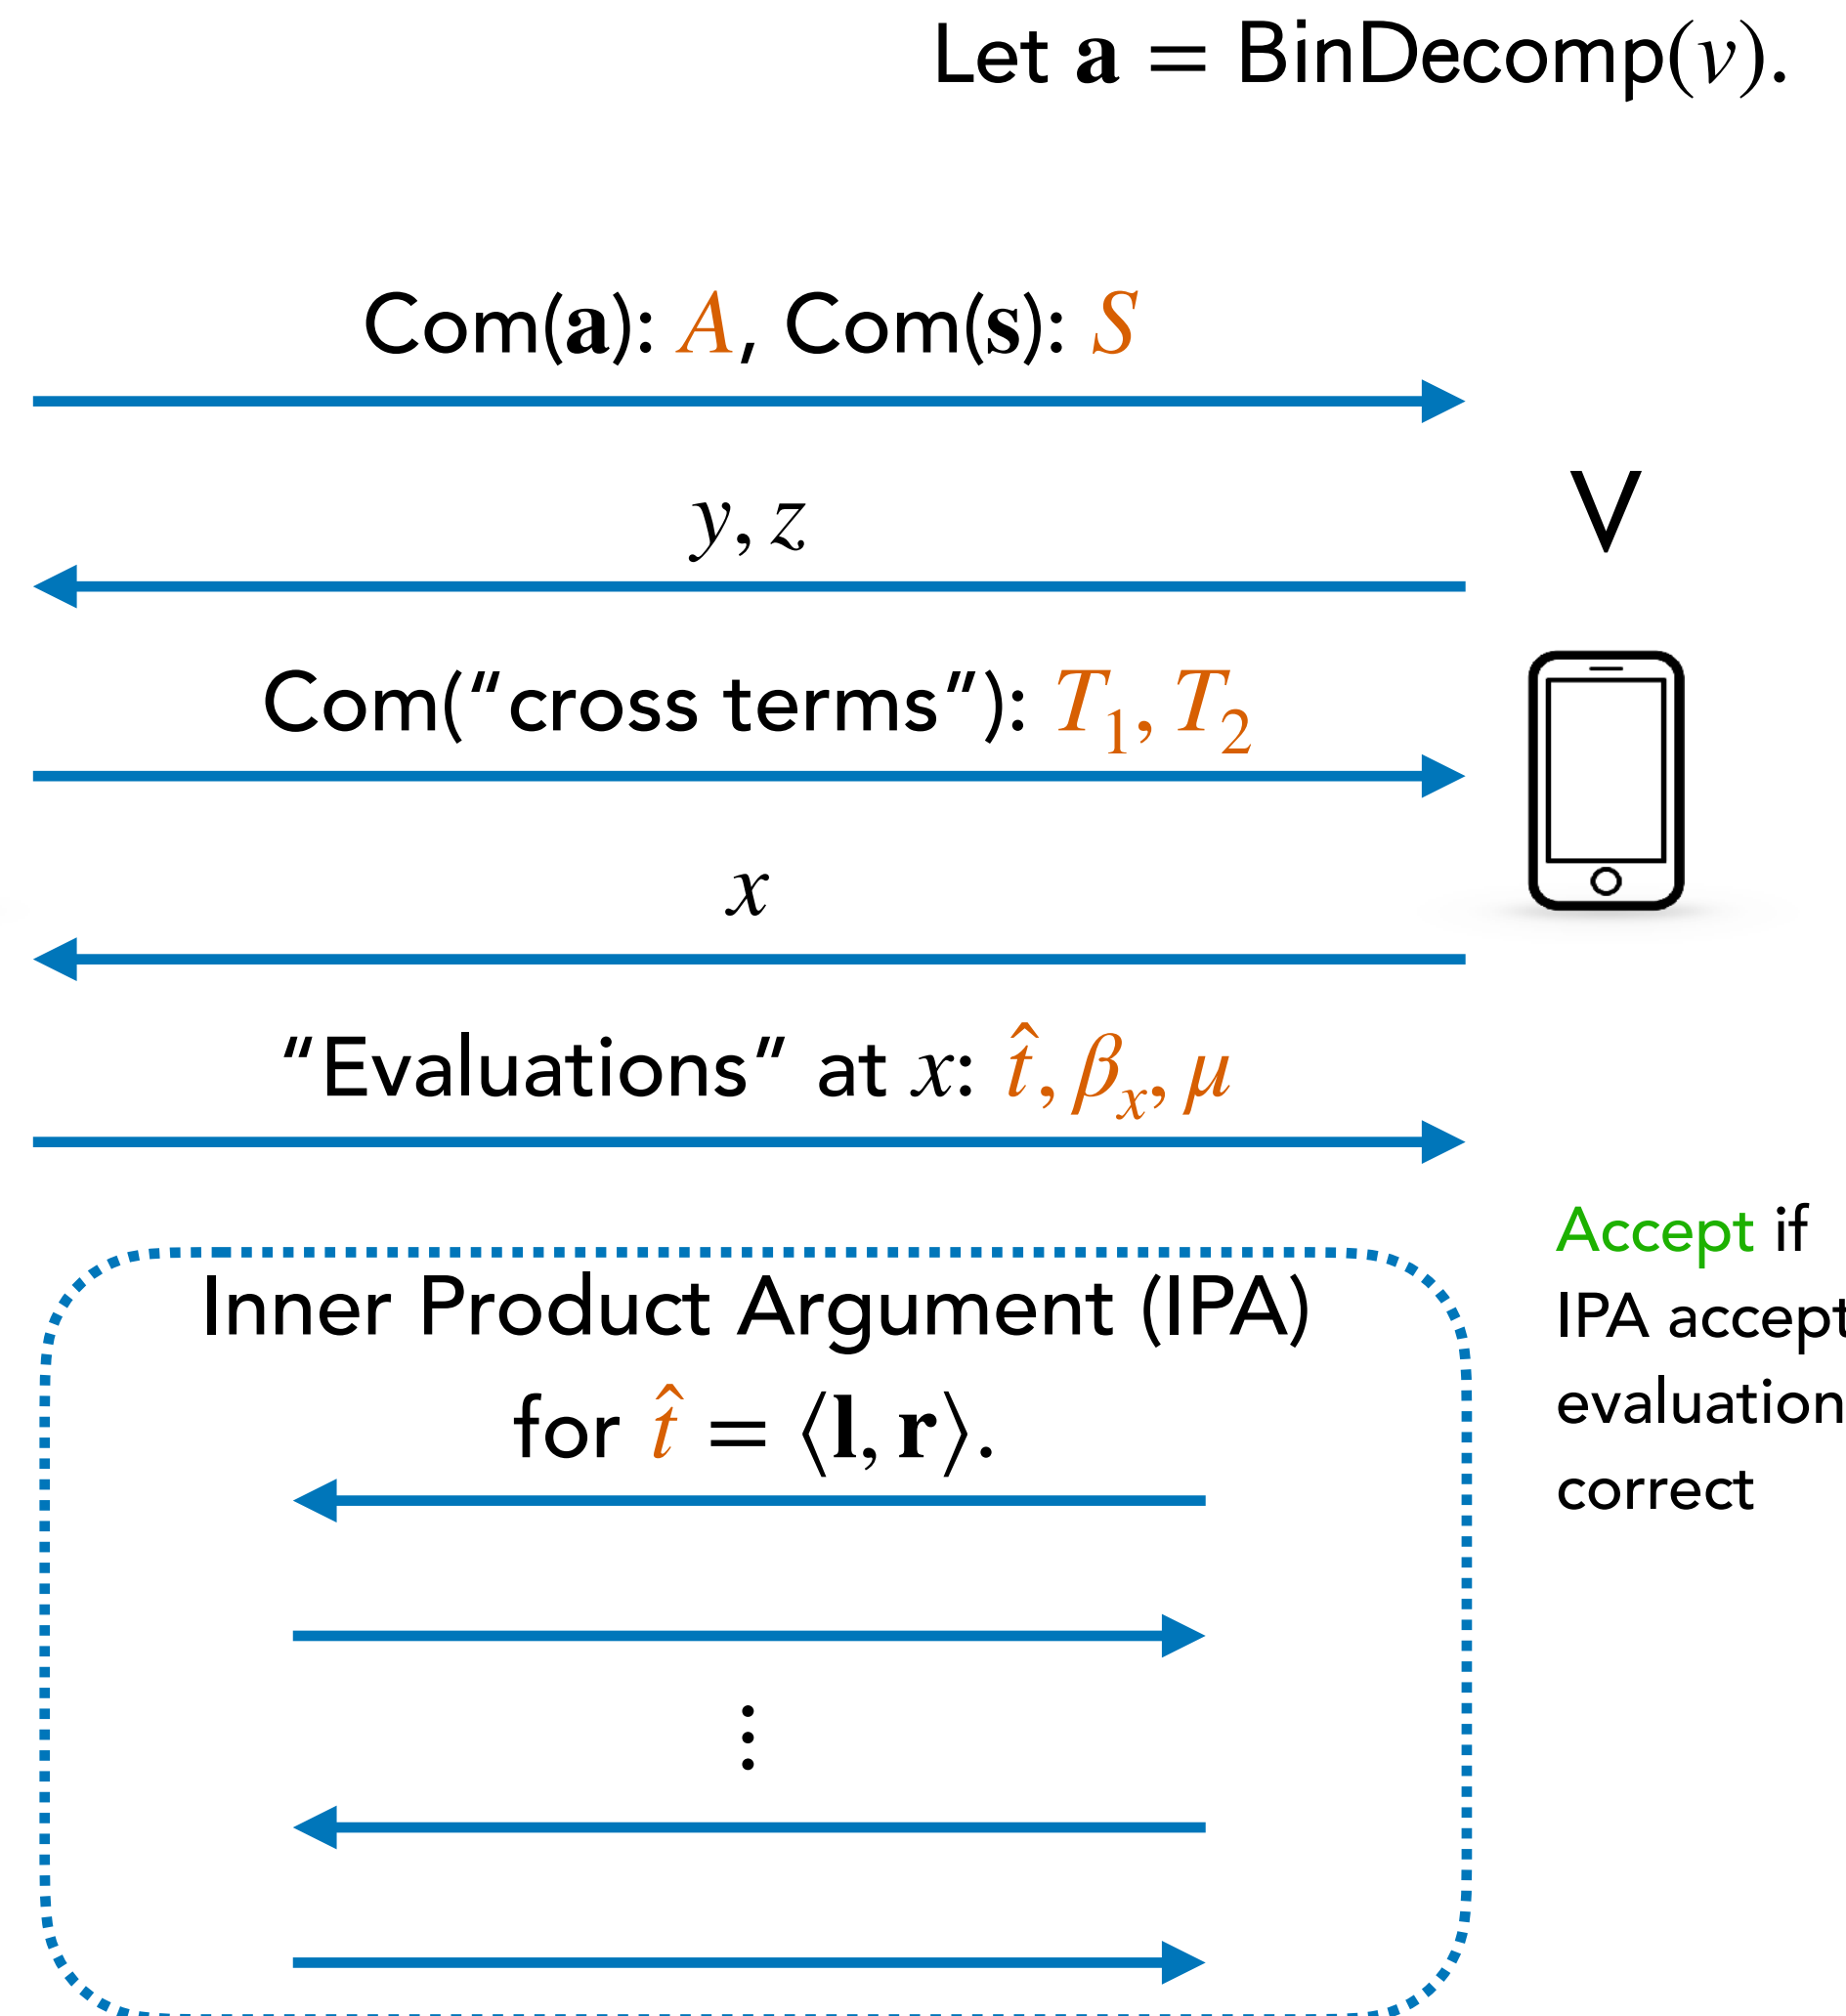 Let 𝐚 = BinDecomp(v).
Com(𝐚): A, Com(𝐬): S
y, z
V
Com(“cross terms”): T₁, T₂
x
“Evaluations” at x: t̂, βₓ, μ
Accept if
IPA accept
evaluation
correct
Inner Product Argument (IPA)
for t̂ = ⟨𝐥, 𝐫⟩.
⋮